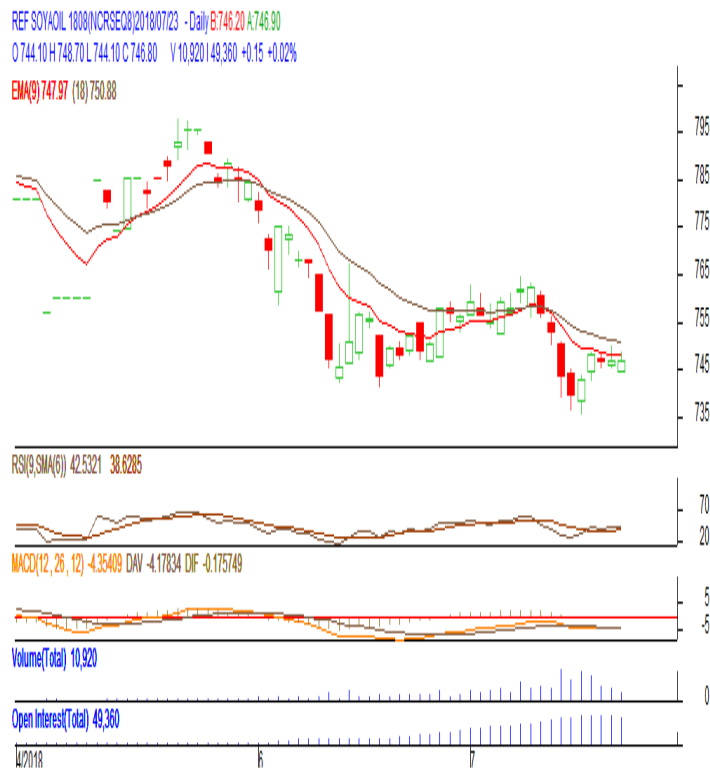 REF SOYAOIL 1808(NCRSEQ8)2018/07/23 - Daily B:746.20 A:746.90
O 744.10 H 748.70 L 744.10 C 746.80 V 10,920 I 49,360 +0.15 +0.02%
EMA(9) 747.97 (18) 750.88
795
785
775
765
755
745
735
RSI(9,SMA(6)) 42.5321 38.6285
70
20
MACD(12, 26, 12) -4.35409 DAV -4.17834 DIF -0.175749
5
-5
Volume(Total) 10,920
0
Open Interest(Total) 49,360
4/2018 6 7